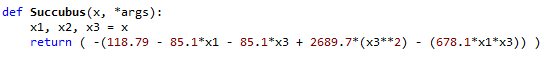 def Succubus(x, *args):
    x1, x2, x3 = x
    return ( -(118.79 - 85.1*x1 - 85.1*x3 + 2689.7*(x3**2) - (678.1*x1*x3)) )